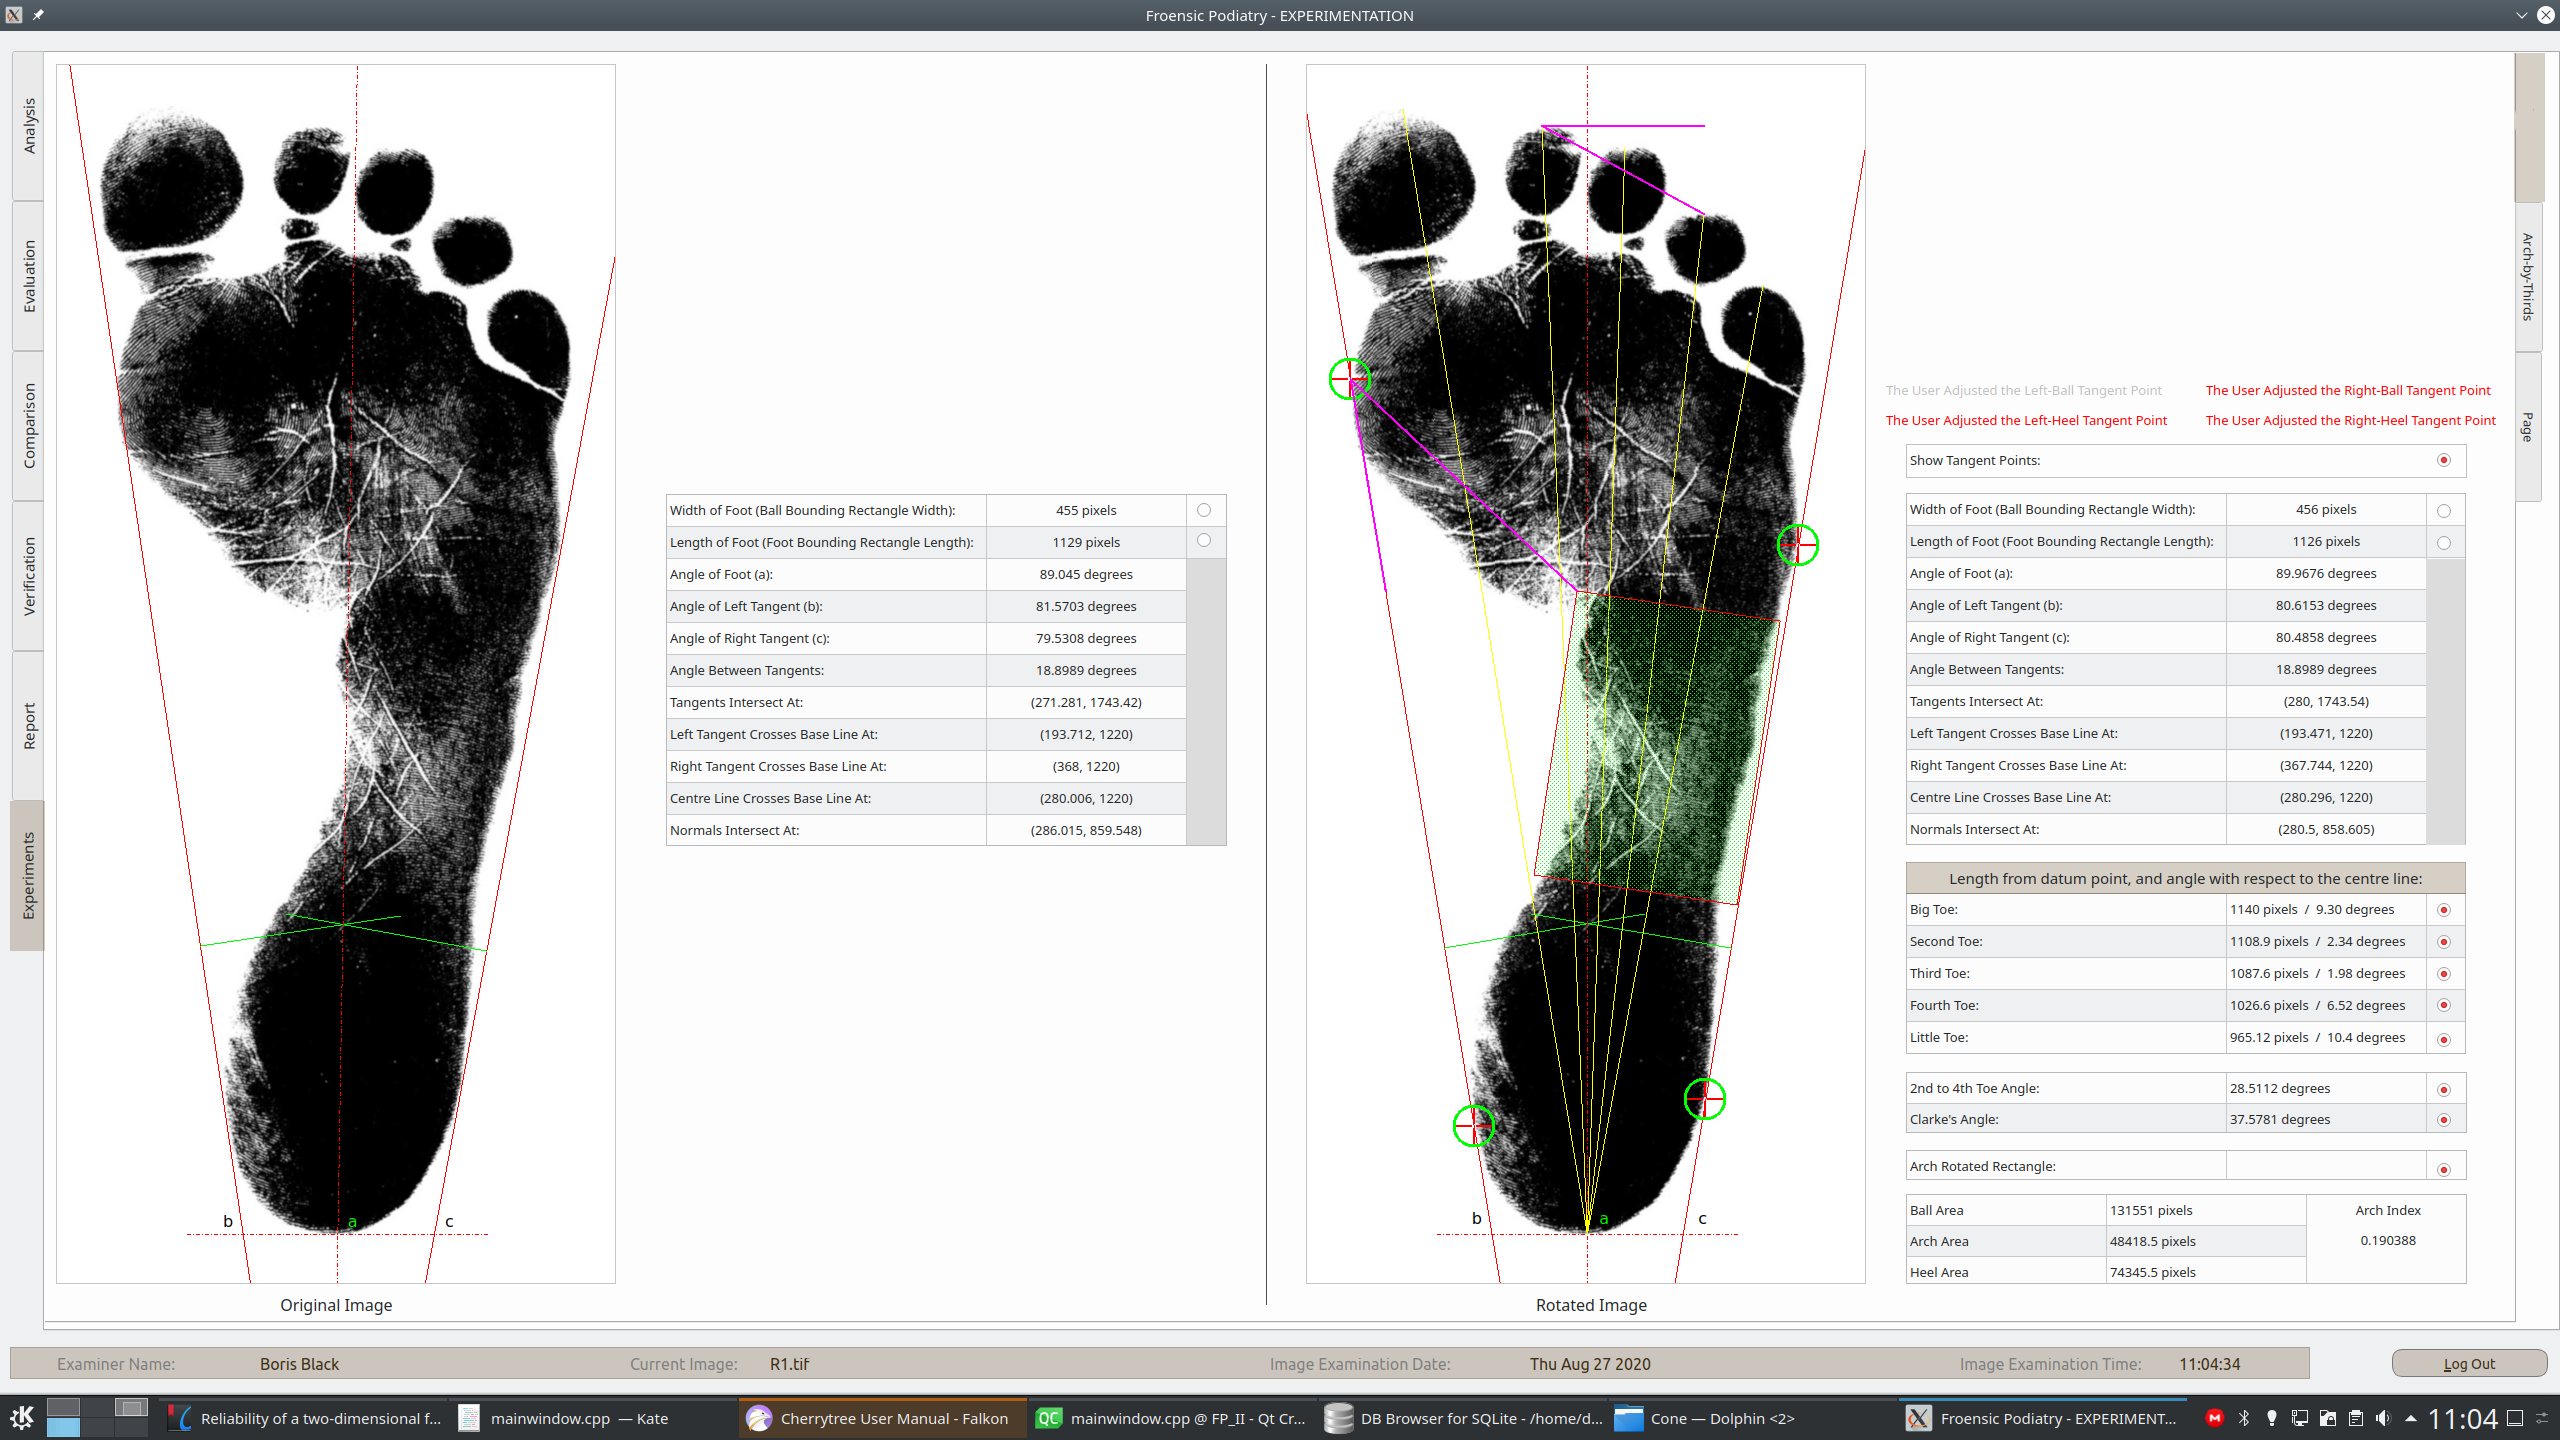 Froensic Podiatry - EXPERIMENTATION
Analysis
Evaluation
Comparison
Verification
Report
Experiments
b
a
c
Original Image
Width of Foot (Ball Bounding Rectangle Width): 455 pixels
Length of Foot (Foot Bounding Rectangle Length): 1129 pixels
Angle of Foot (a): 89.045 degrees
Angle of Left Tangent (b): 81.5703 degrees
Angle of Right Tangent (c): 79.5308 degrees
Angle Between Tangents: 18.8989 degrees
Tangents Intersect At: (271.281, 1743.42)
Left Tangent Crosses Base Line At: (193.712, 1220)
Right Tangent Crosses Base Line At: (368, 1220)
Centre Line Crosses Base Line At: (280.006, 1220)
Normals Intersect At: (286.015, 859.548)
b
a
c
Rotated Image
The User Adjusted the Left-Ball Tangent Point The User Adjusted the Right-Ball Tangent Point
The User Adjusted the Left-Heel Tangent Point The User Adjusted the Right-Heel Tangent Point
Show Tangent Points:
Width of Foot (Ball Bounding Rectangle Width): 456 pixels
Length of Foot (Foot Bounding Rectangle Length): 1126 pixels
Angle of Foot (a): 89.9676 degrees
Angle of Left Tangent (b): 80.6153 degrees
Angle of Right Tangent (c): 80.4858 degrees
Angle Between Tangents: 18.8989 degrees
Tangents Intersect At: (280, 1743.54)
Left Tangent Crosses Base Line At: (193.471, 1220)
Right Tangent Crosses Base Line At: (367.744, 1220)
Centre Line Crosses Base Line At: (280.296, 1220)
Normals Intersect At: (280.5, 858.605)
Length from datum point, and angle with respect to the centre line:
Big Toe: 1140 pixels / 9.30 degrees
Second Toe: 1108.9 pixels / 2.34 degrees
Third Toe: 1087.6 pixels / 1.98 degrees
Fourth Toe: 1026.6 pixels / 6.52 degrees
Little Toe: 965.12 pixels / 10.4 degrees
2nd to 4th Toe Angle: 28.5112 degrees
Clarke's Angle: 37.5781 degrees
Arch Rotated Rectangle:
Ball Area 131551 pixels Arch Index
Arch Area 48418.5 pixels 0.190388
Heel Area 74345.5 pixels
Arch-by-Thirds
Page
Examiner Name: Boris Black Current Image: R1.tif Image Examination Date: Thu Aug 27 2020 Image Examination Time: 11:04:34 Log Out
Reliability of a two-dimensional f... mainwindow.cpp — Kate Cherrytree User Manual - Falkon QC mainwindow.cpp @ FP_II - Qt Cr... DB Browser for SQLite - /home/d... Cone — Dolphin <2> Froensic Podiatry - EXPERIMENT... 11:04